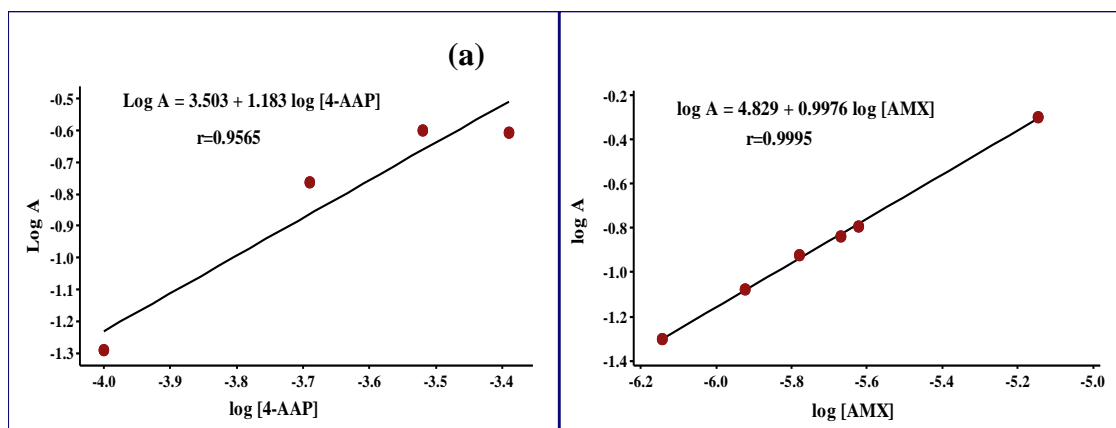 (a)
Log A = 3.503 + 1.183 log [4-AAP]
r=0.9565
Log A
-0.5
-0.6
-0.7
-0.8
-0.9
-1.0
-1.1
-1.2
-1.3
-4.0 -3.9 -3.8 -3.7 -3.6 -3.5 -3.4
log [4-AAP]
log A = 4.829 + 0.9976 log [AMX]
r=0.9995
log A
-0.2
-0.4
-0.6
-0.8
-1.0
-1.2
-1.4
-6.2 -6.0 -5.8 -5.6 -5.4 -5.2 -5.0
log [AMX]